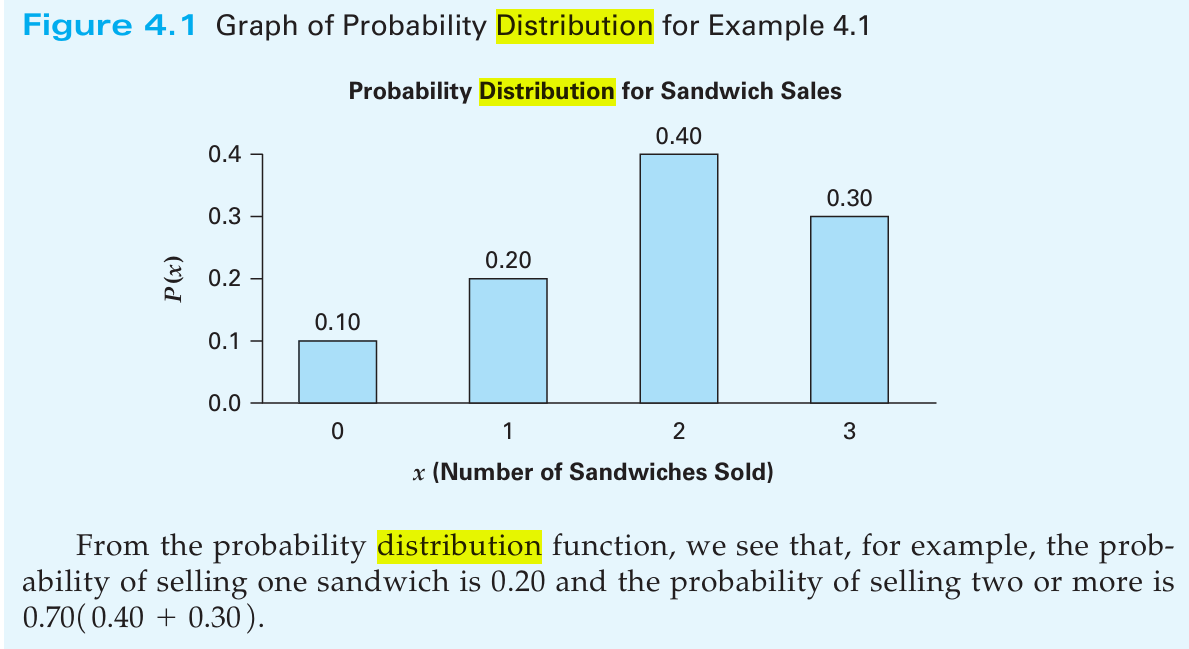 Figure 4.1 Graph of Probability Distribution for Example 4.1
Probability Distribution for Sandwich Sales
0.40
0.4
0.30
0.3
0.20
P(x)
0.2
0.10
0.1
0.0
0 1 2 3
x (Number of Sandwiches Sold)
From the probability distribution function, we see that, for example, the prob-
ability of selling one sandwich is 0.20 and the probability of selling two or more is
0.70(0.40 + 0.30).